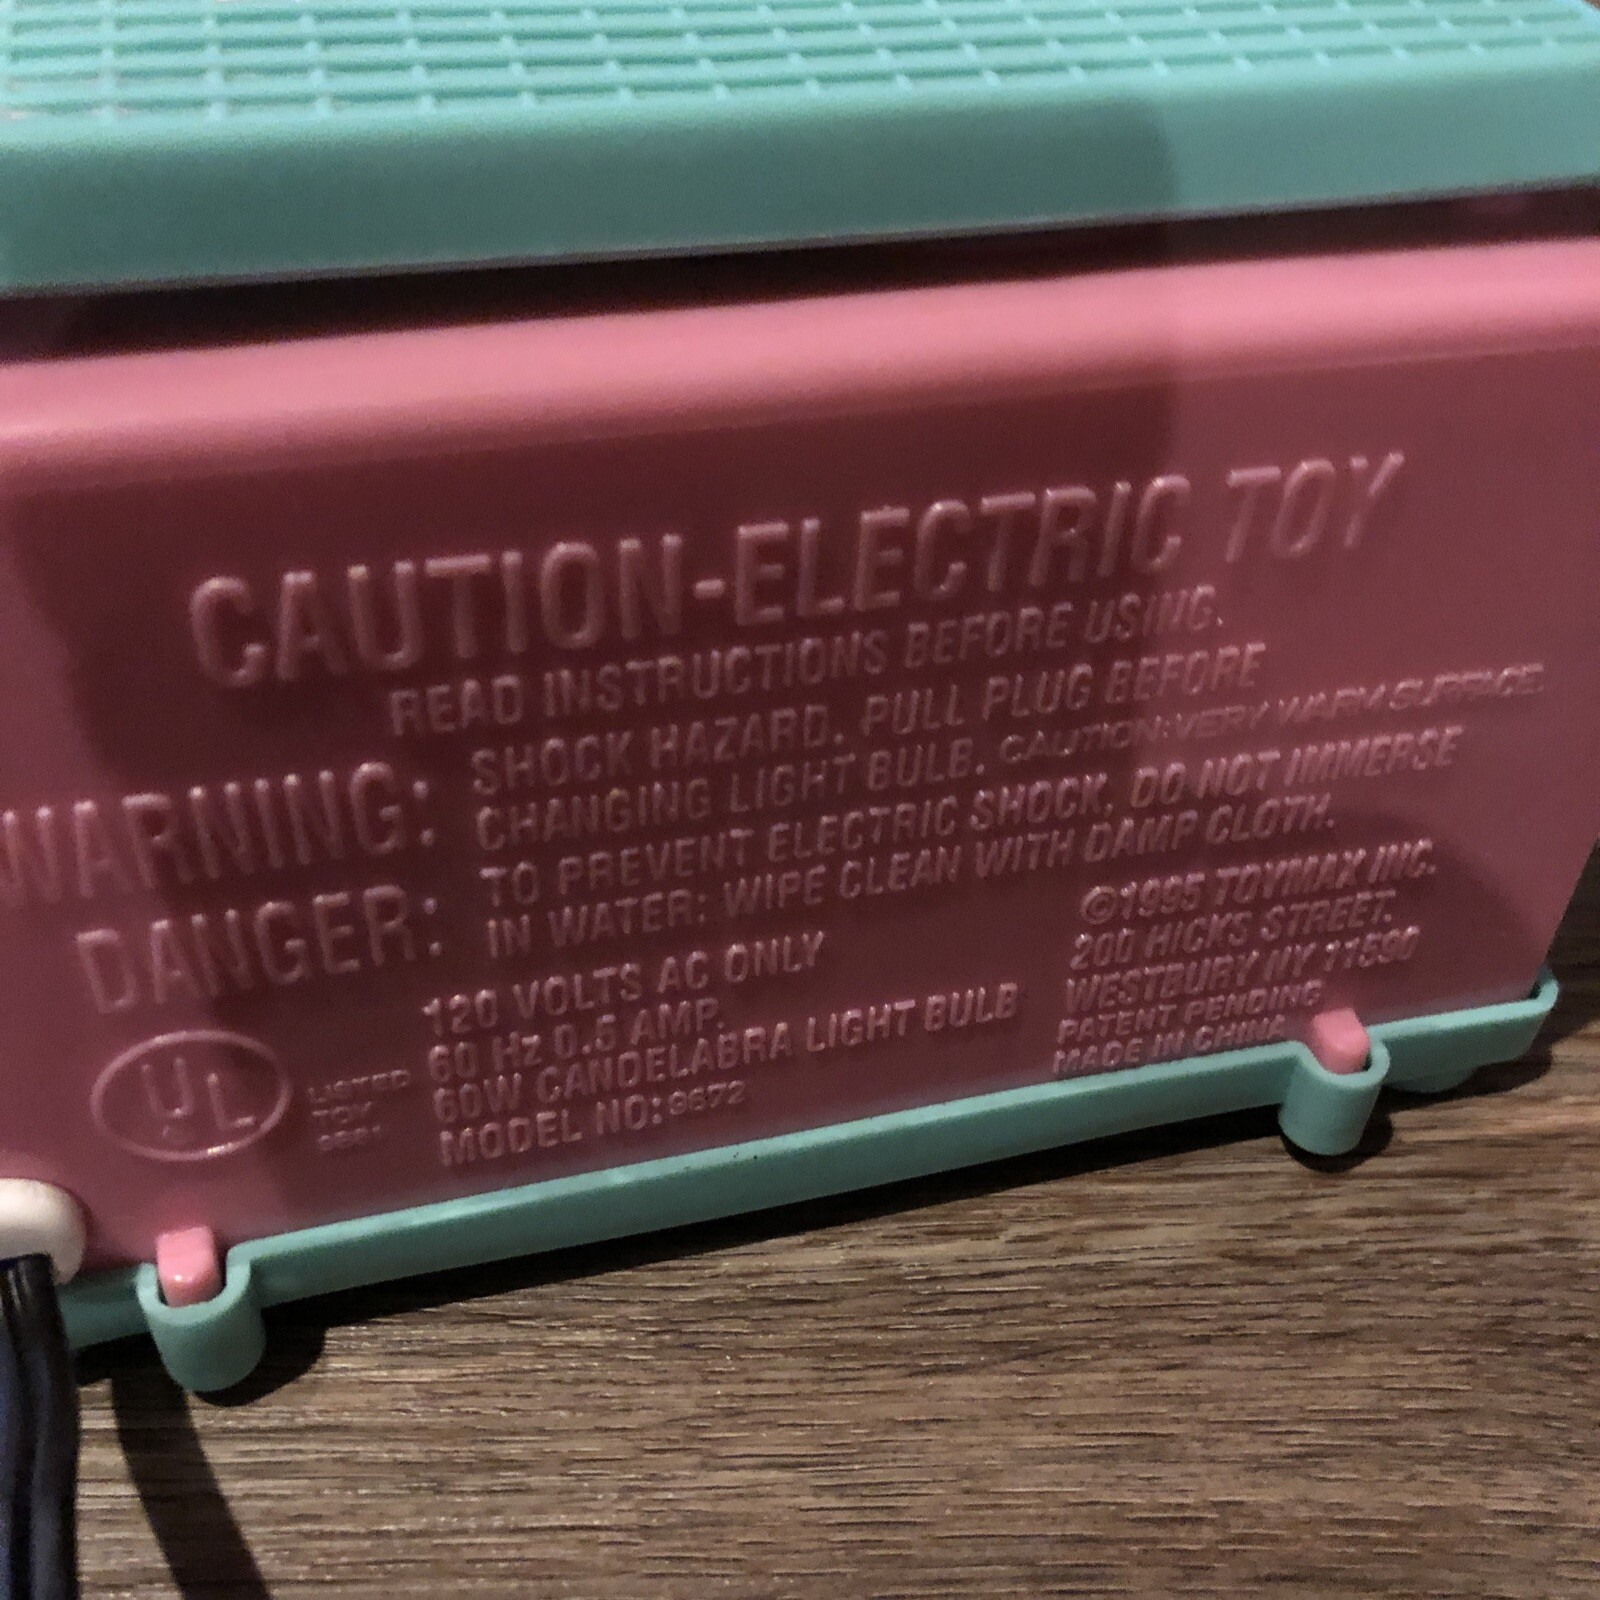 CAUTION-ELECTRIC TOY
READ INSTRUCTIONS BEFORE USING.
WARNING: SHOCK HAZARD. PULL PLUG BEFORE
CHANGING LIGHT BULB. CAUTION: VERY WARM SURFACE.
DANGER: TO PREVENT ELECTRIC SHOCK, DO NOT IMMERSE
IN WATER: WIPE CLEAN WITH DAMP CLOTH.
UL
LISTED
TOY
120 VOLTS AC ONLY
60 Hz 0.5 AMP.
60W CANDELABRA LIGHT BULB
MODEL NO:
©1995 TOYMAX INC.
200 HICKS STREET.
WESTBURY NY 11590
PATENT PENDING
MADE IN CHINA